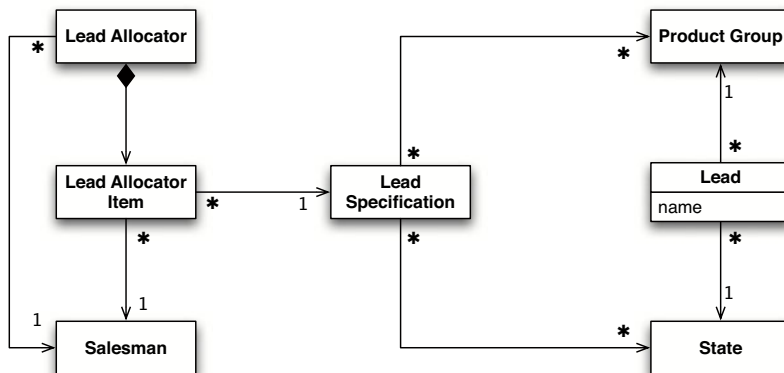 Lead Allocator
Product Group
*
*
1
*
*
Lead Allocator
Item
Lead
Specification
Lead
name
*
1
*
*
*
1
1
1
*
Salesman
State